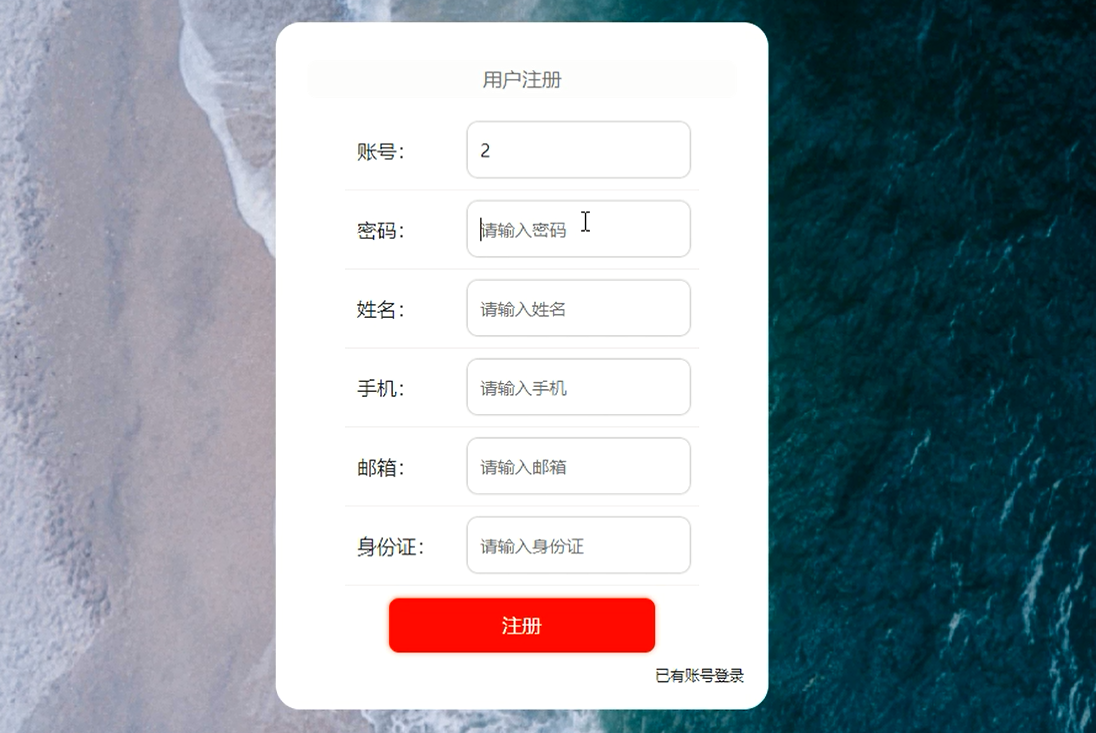 用户注册
账号： 2
密码： 请输入密码
姓名： 请输入姓名
手机： 请输入手机
邮箱： 请输入邮箱
身份证： 请输入身份证
注册
已有账号登录